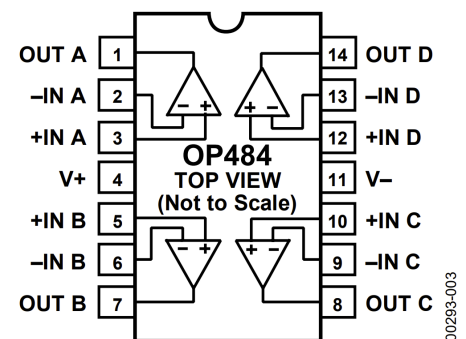 OUT A 1 14 OUT D
–IN A 2 13 –IN D
– + + –
+IN A 3 12 +IN D
OP484
V+ 4 TOP VIEW 11 V–
(Not to Scale)
+IN B 5 10 +IN C
– + + –
–IN B 6 9 –IN C
OUT B 7 8 OUT C
00293-003